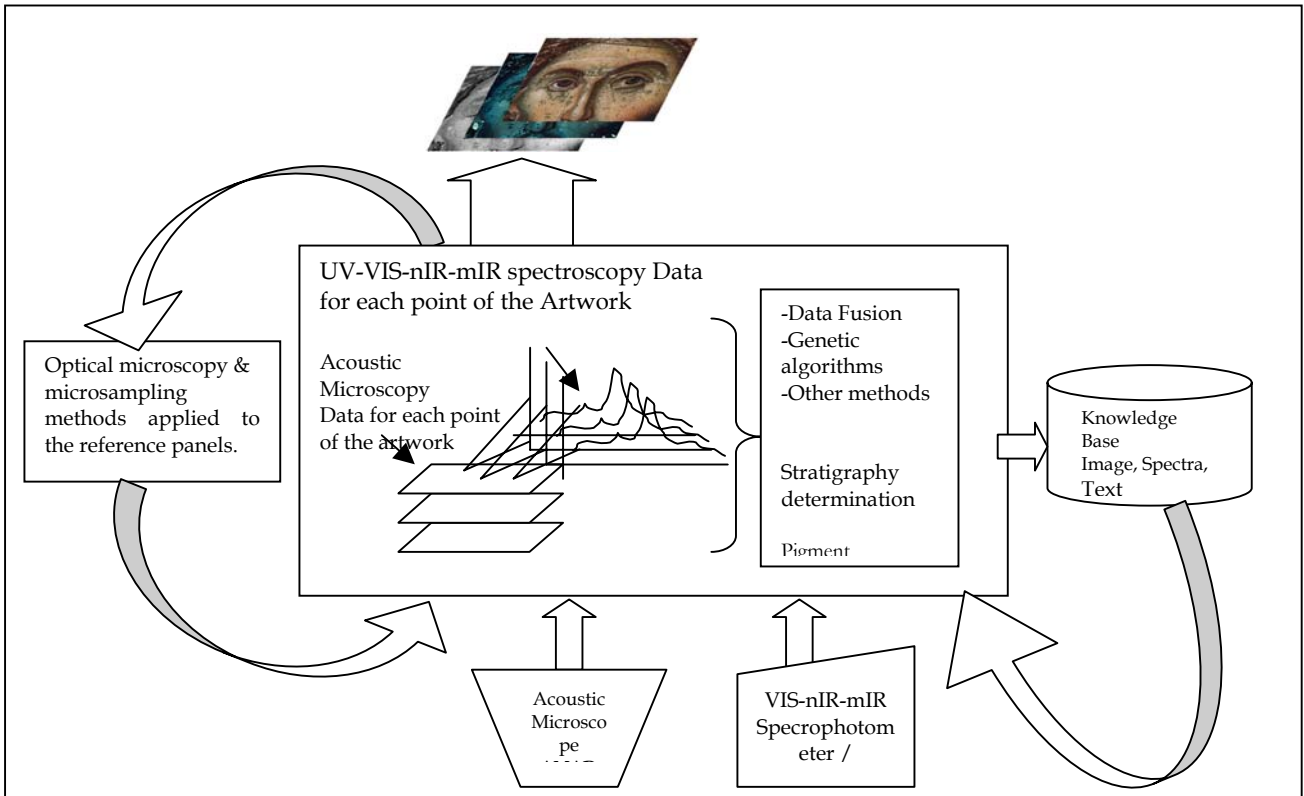 UV-VIS-nIR-mIR spectroscopy Data
for each point of the Artwork
Acoustic
Microscopy
Data for each point
of the artwork
-Data Fusion
-Genetic
algorithms
-Other methods
Stratigraphy
determination
Pigment
Optical microscopy &
microsampling
methods applied to
the reference panels.
Knowledge
Base
Image, Spectra,
Text
Acoustic
Microsco
pe
VIS-nIR-mIR
Specrophotom
eter /